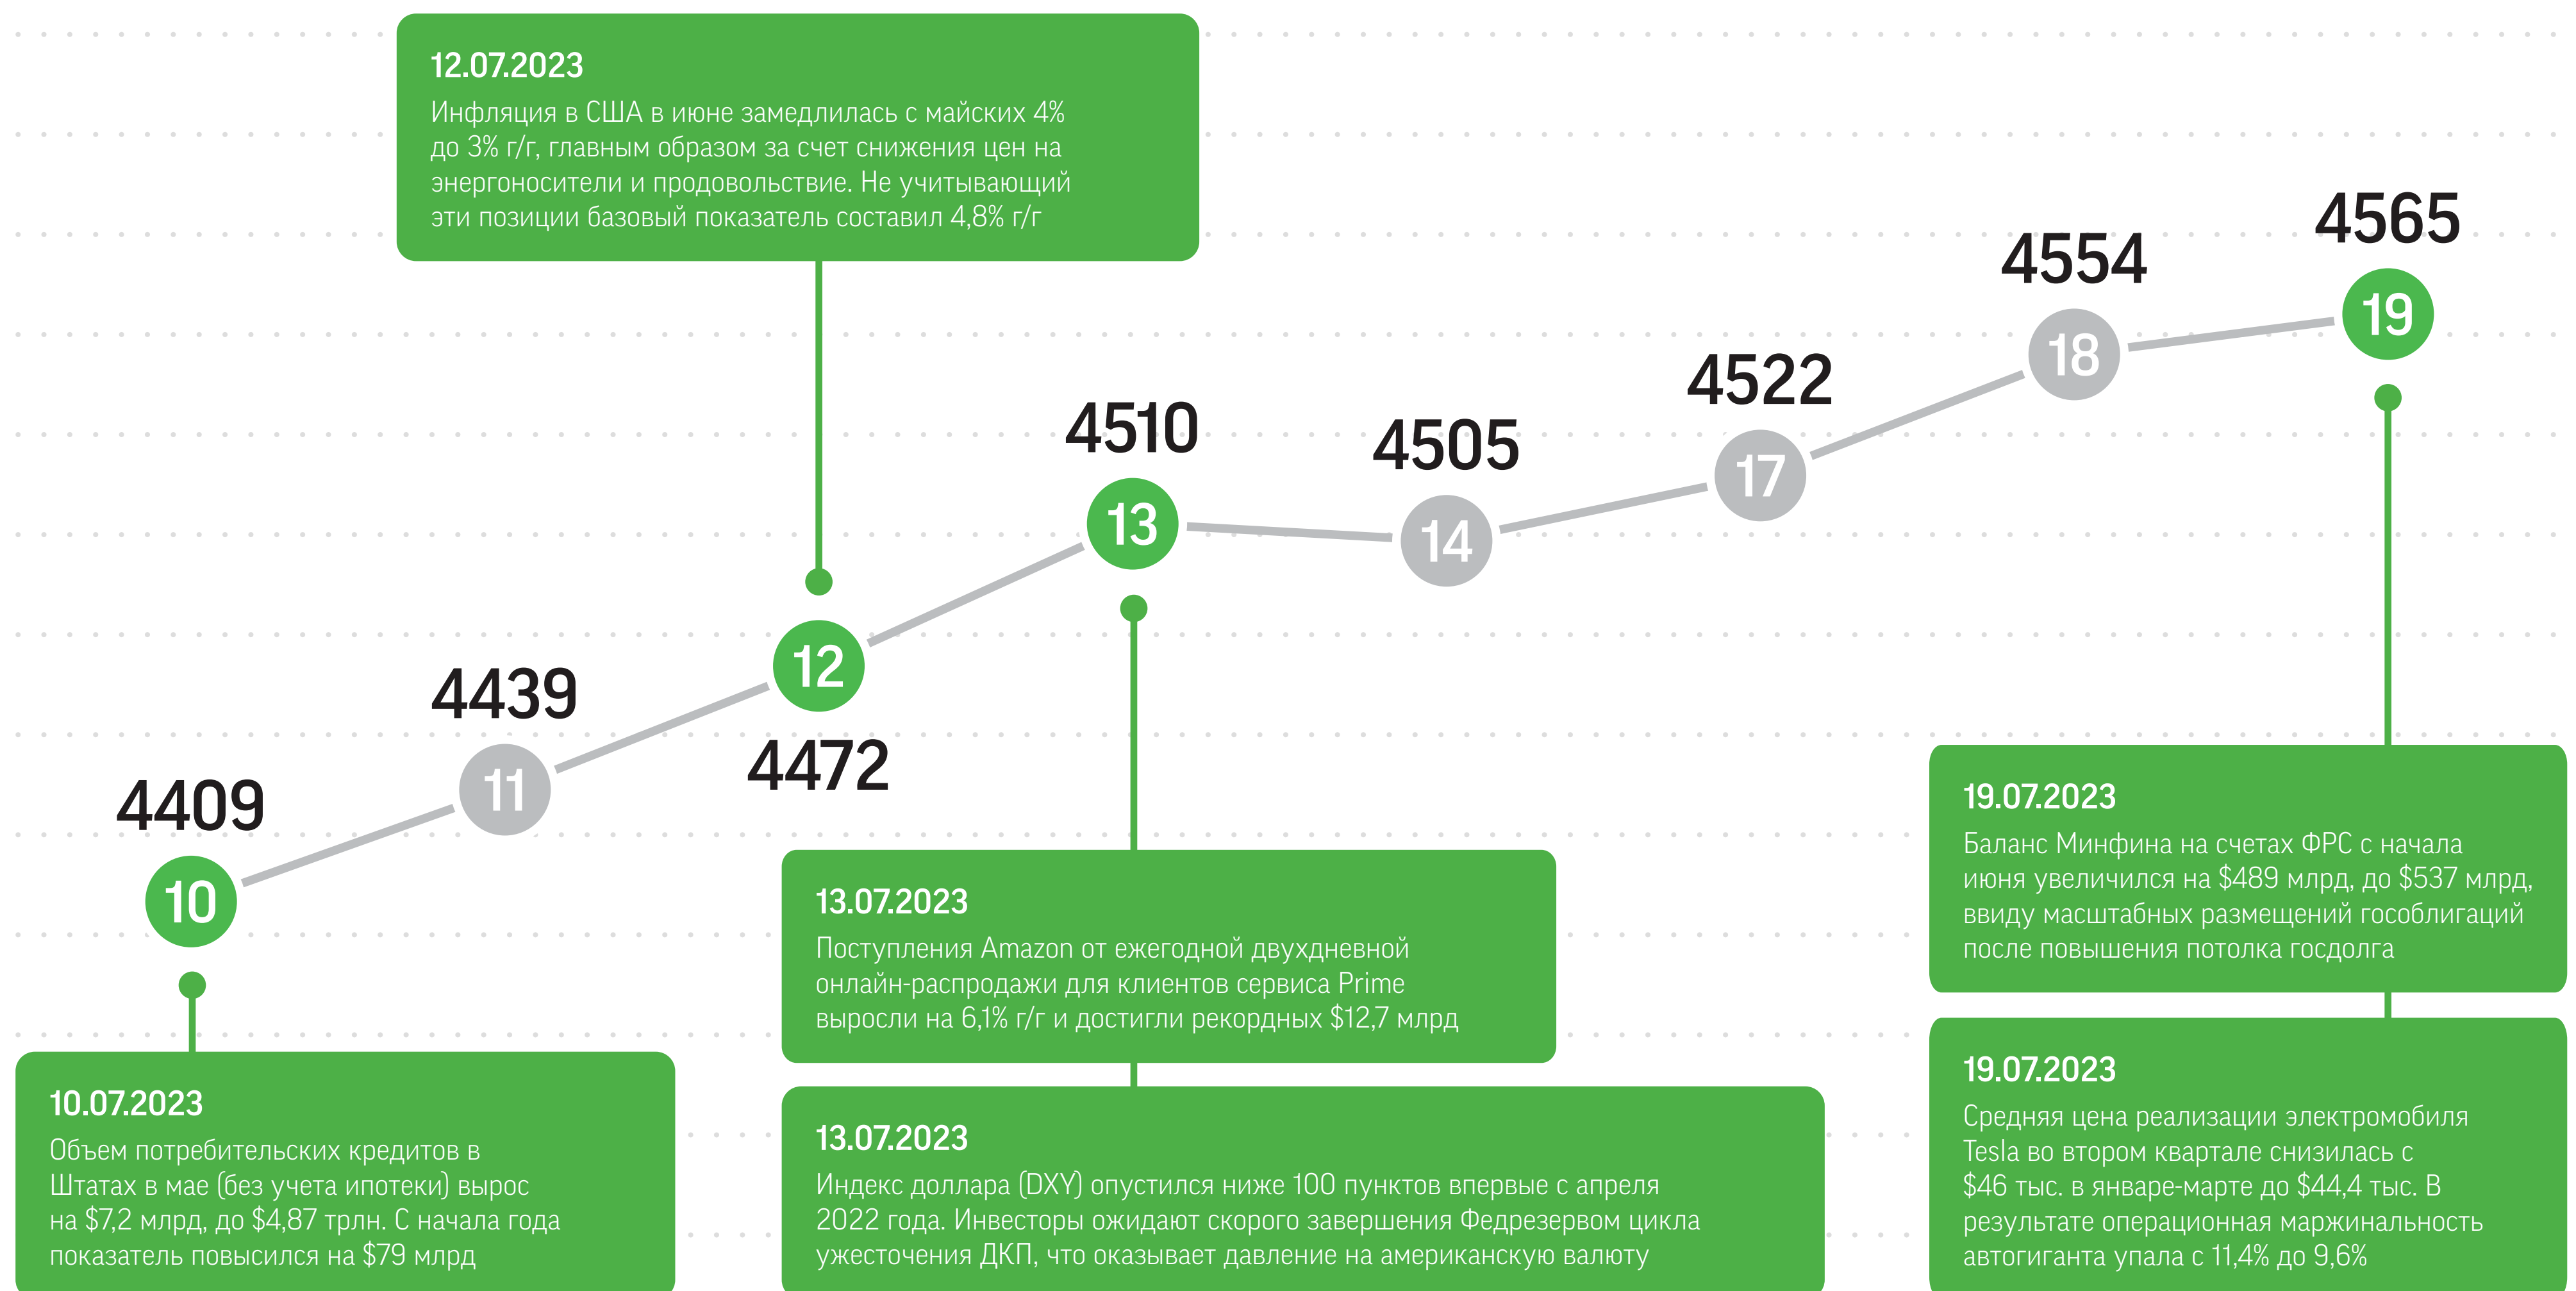 12.07.2023
Инфляция в США в июне замедлилась с майских 4%
до 3% г/г, главным образом за счет снижения цен на
энергоносители и продовольствие. Не учитывающий
эти позиции базовый показатель составил 4,8% г/г
4565
19
4554
18
4522
17
4510
13
4505
14
12
4472
4439
11
4409
10
10.07.2023
Объем потребительских кредитов в
Штатах в мае (без учета ипотеки) вырос
на $7,2 млрд, до $4,87 трлн. С начала года
показатель повысился на $79 млрд
13.07.2023
Поступления Amazon от ежегодной двухдневной
онлайн-распродажи для клиентов сервиса Prime
выросли на 6,1% г/г и достигли рекордных $12,7 млрд
13.07.2023
Индекс доллара (DXY) опустился ниже 100 пунктов впервые с апреля
2022 года. Инвесторы ожидают скорого завершения Федрезервом цикла
ужесточения ДКП, что оказывает давление на американскую валюту
19.07.2023
Баланс Минфина на счетах ФРС с начала
июня увеличился на $489 млрд, до $537 млрд,
ввиду масштабных размещений гособлигаций
после повышения потолка госдолга
19.07.2023
Средняя цена реализации электромобиля
Tesla во втором квартале снизилась с
$46 тыс. в январе-марте до $44,4 тыс. В
результате операционная маржинальность
автогиганта упала с 11,4% до 9,6%